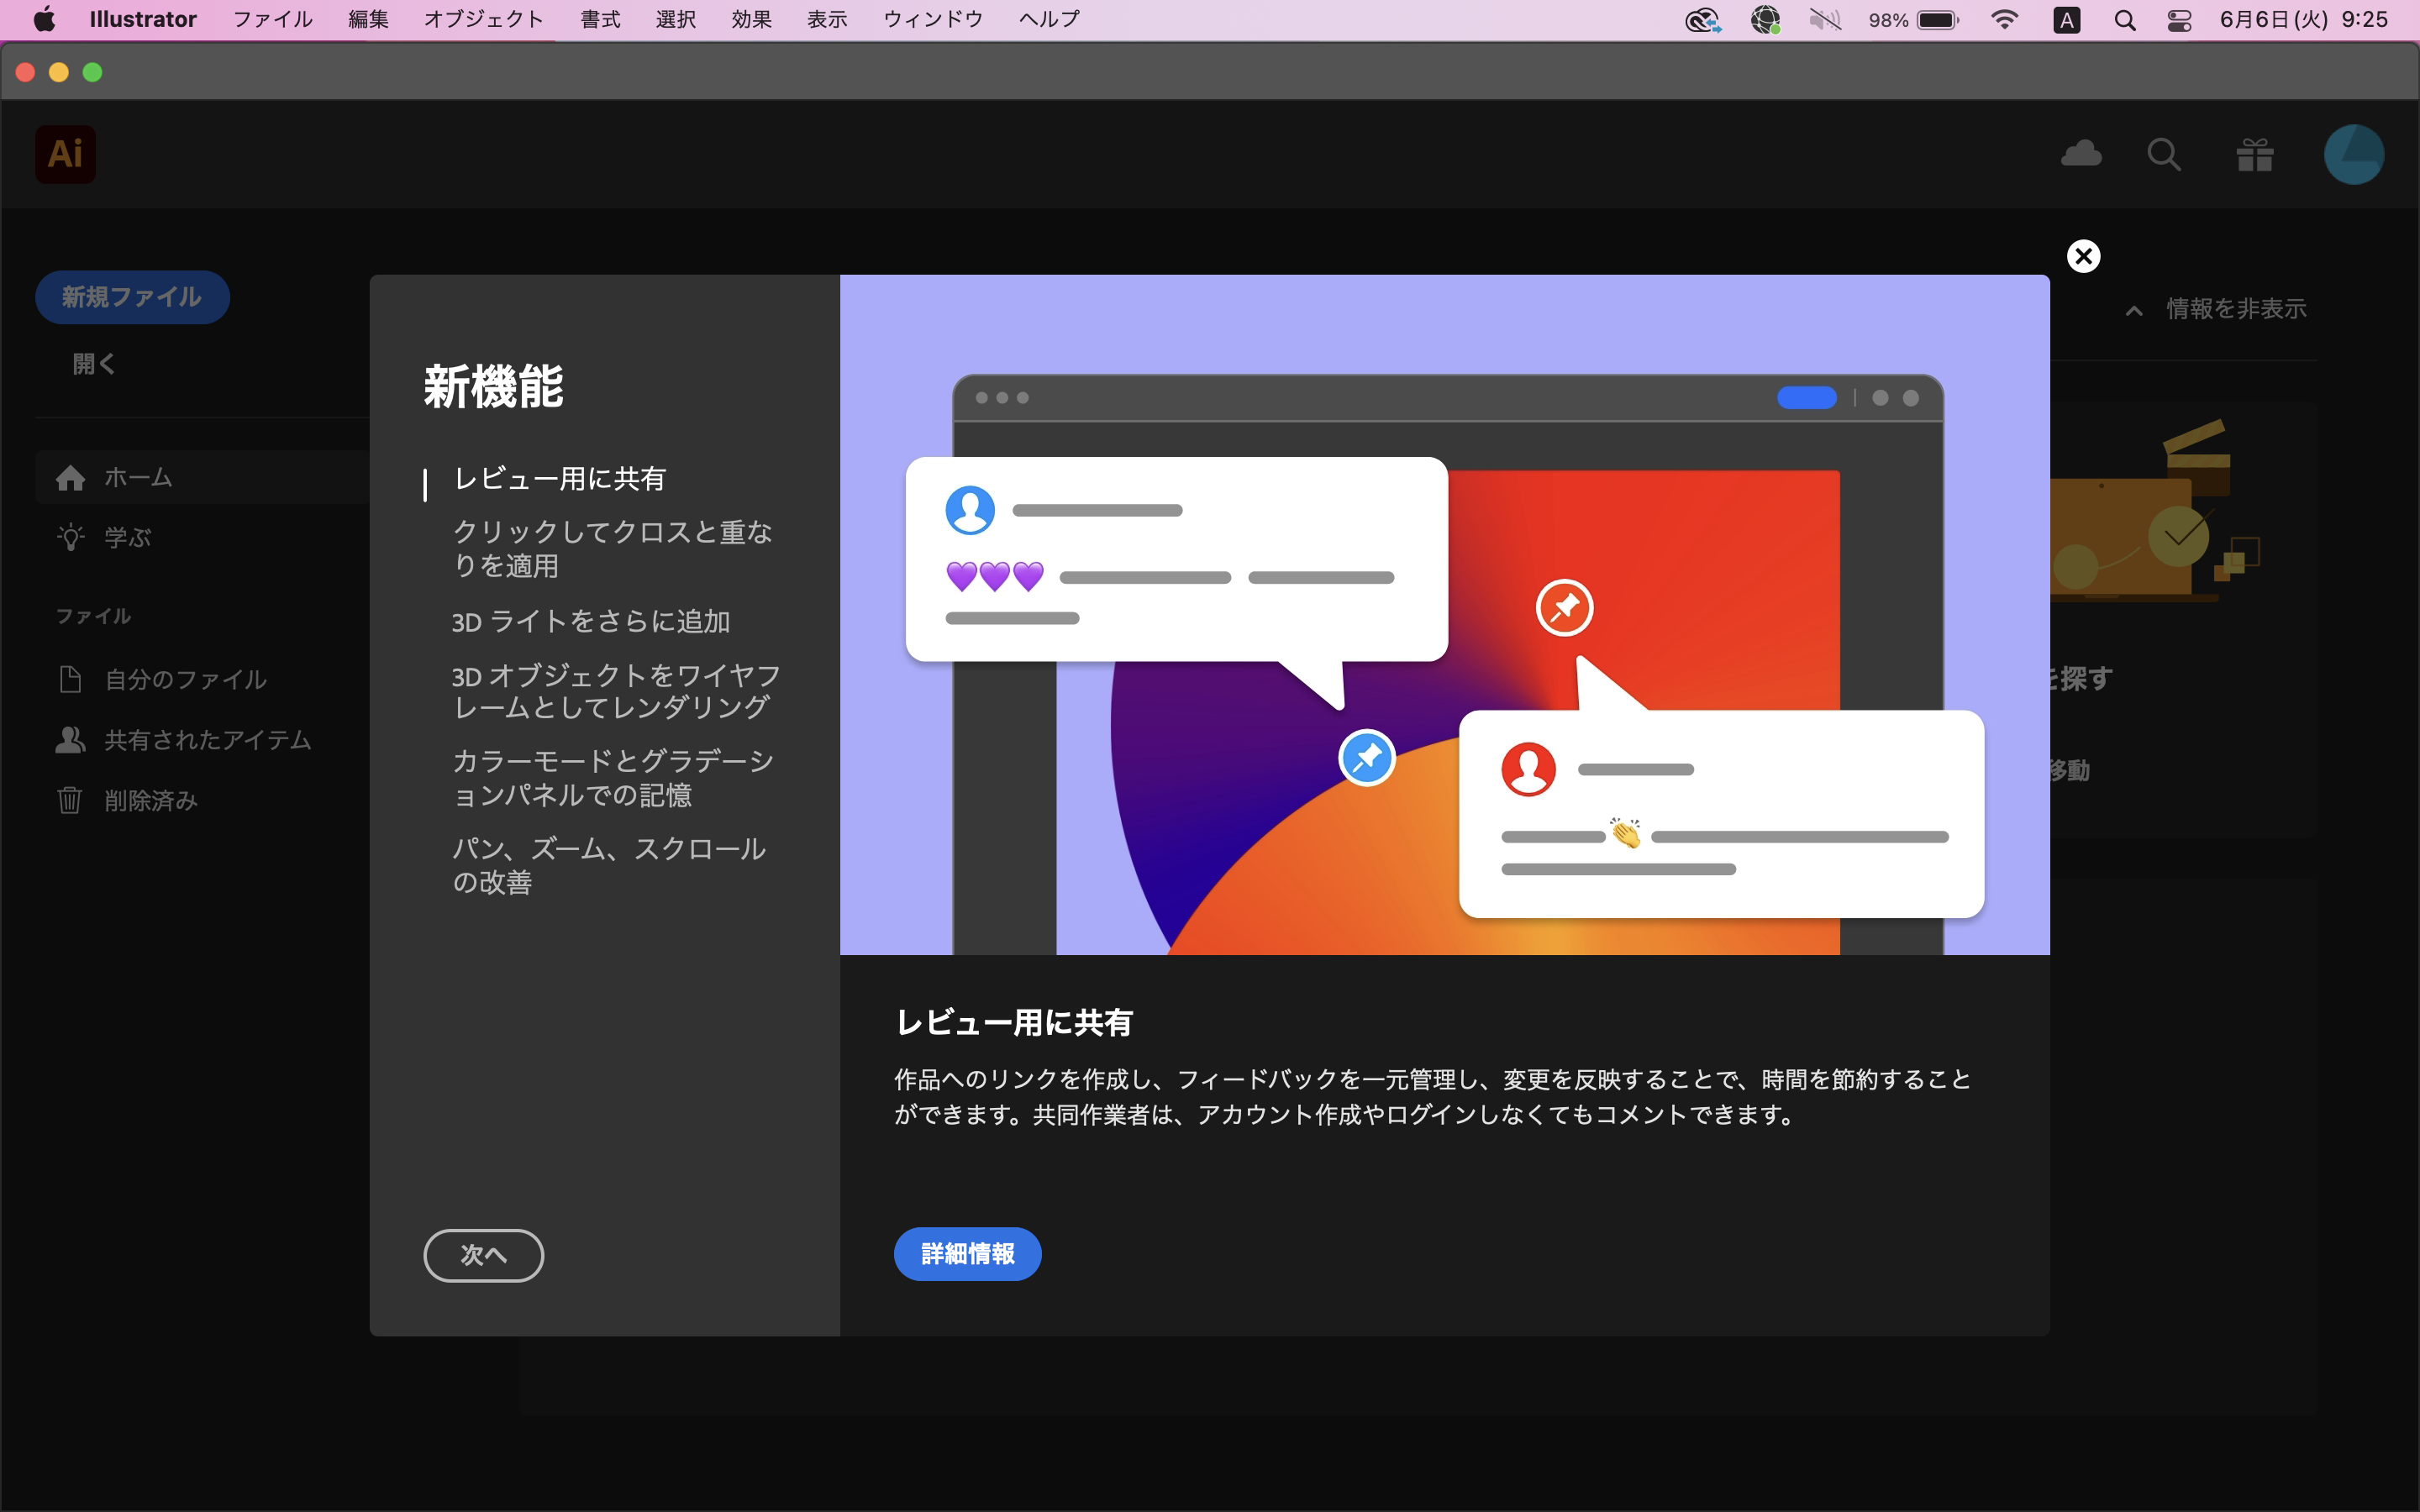 Illustrator ファイル 編集 オブジェクト 書式 選択 効果 表示 ウィンドウ ヘルプ 98% A 6月6日(火) 9:25
Ai
新規ファイル
開く
情報を非表示
ホーム
学ぶ
ファイル
自分のファイル
共有されたアイテム
削除済み
新機能
レビュー用に共有
クリックしてクロスと重な
りを適用
3D ライトをさらに追加
3D オブジェクトをワイヤフ
レームとしてレンダリング
カラーモードとグラデーシ
ョンパネルでの記憶
パン、ズーム、スクロール
の改善
次へ
を探す
移動
レビュー用に共有
作品へのリンクを作成し、フィードバックを一元管理し、変更を反映することで、時間を節約すること
ができます。共同作業者は、アカウント作成やログインしなくてもコメントできます。
詳細情報